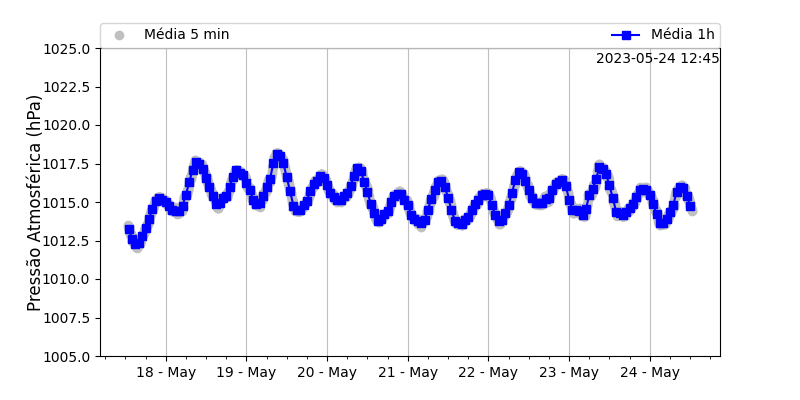 Média 5 min
Média 1h
2023-05-24 12:45
Pressão Atmosférica (hPa)
1025.0
1022.5
1020.0
1017.5
1015.0
1012.5
1010.0
1007.5
1005.0
18 - May
19 - May
20 - May
21 - May
22 - May
23 - May
24 - May